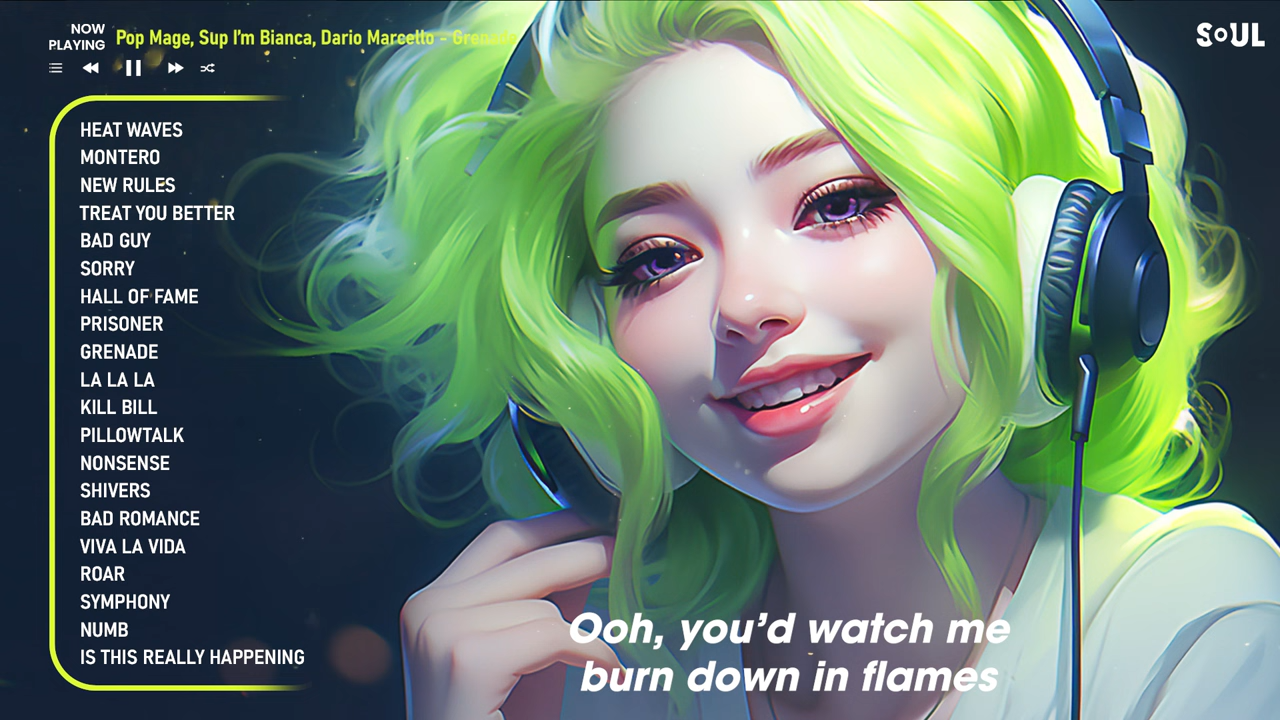 NOW
PLAYING
Pop Mage, Sup I'm Bianca, Dario Marcello - Grenade
SOUL
HEAT WAVES
MONTERO
NEW RULES
TREAT YOU BETTER
BAD GUY
SORRY
HALL OF FAME
PRISONER
GRENADE
LA LA LA
KILL BILL
PILLOWTALK
NONSENSE
SHIVERS
BAD ROMANCE
VIVA LA VIDA
ROAR
SYMPHONY
NUMB
IS THIS REALLY HAPPENING
Ooh, you'd watch me
burn down in flames